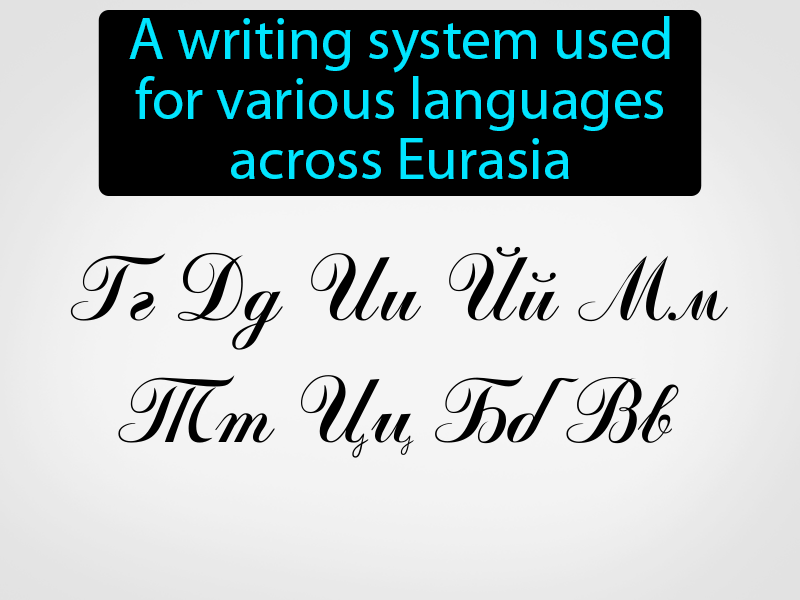 A writing system used
for various languages
across Eurasia
Гг Дд Ии Йй Мм
Тт Цц Бб Вв